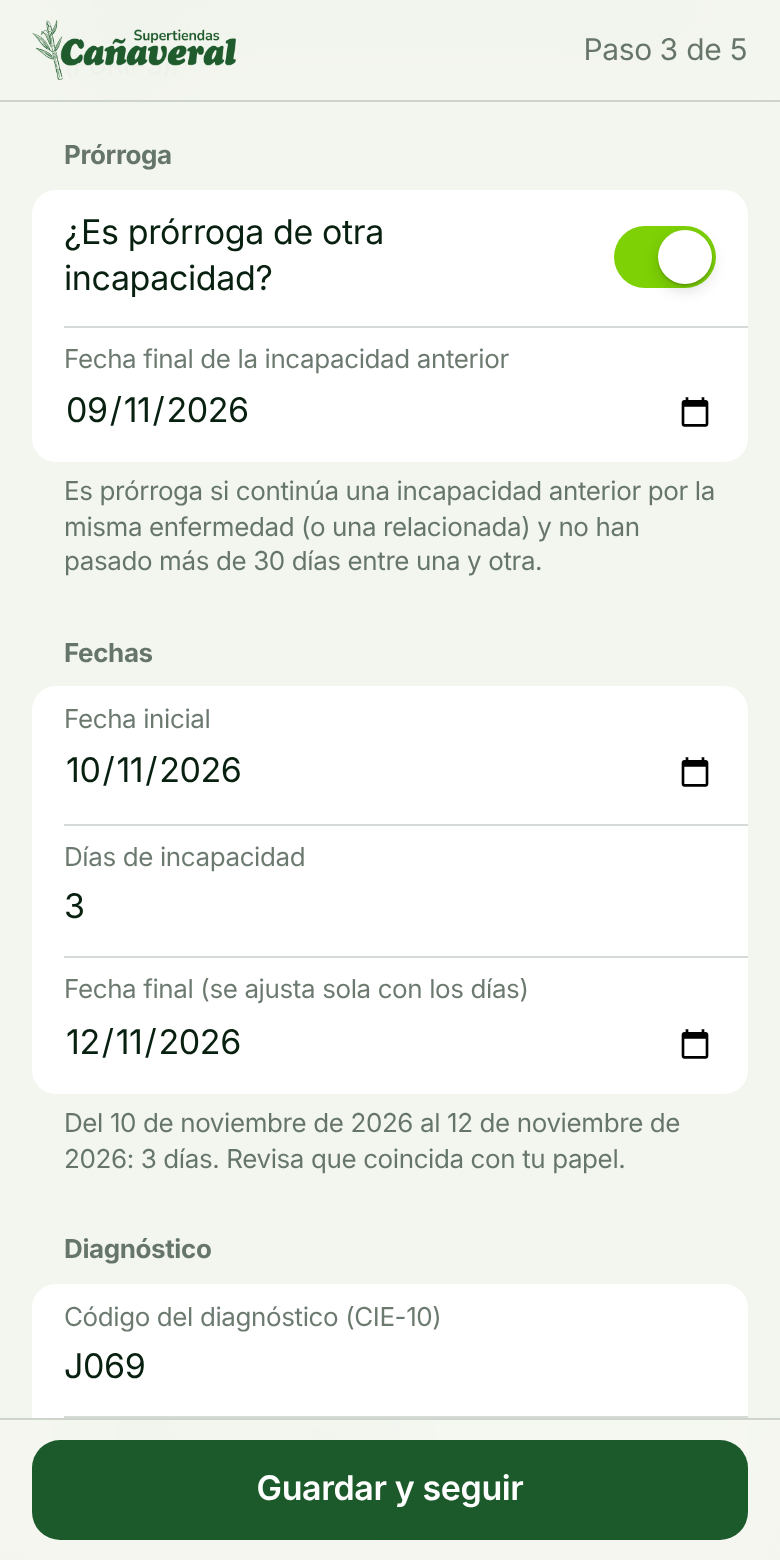 Supertiendas
Cañaveral
Paso 3 de 5
Prórroga
¿Es prórroga de otra
incapacidad?
Fecha final de la incapacidad anterior
09/11/2026
Es prórroga si continúa una incapacidad anterior por la
misma enfermedad (o una relacionada) y no han
pasado más de 30 días entre una y otra.
Fechas
Fecha inicial
10/11/2026
Días de incapacidad
3
Fecha final (se ajusta sola con los días)
12/11/2026
Del 10 de noviembre de 2026 al 12 de noviembre de
2026: 3 días. Revisa que coincida con tu papel.
Diagnóstico
Código del diagnóstico (CIE-10)
J069
Guardar y seguir